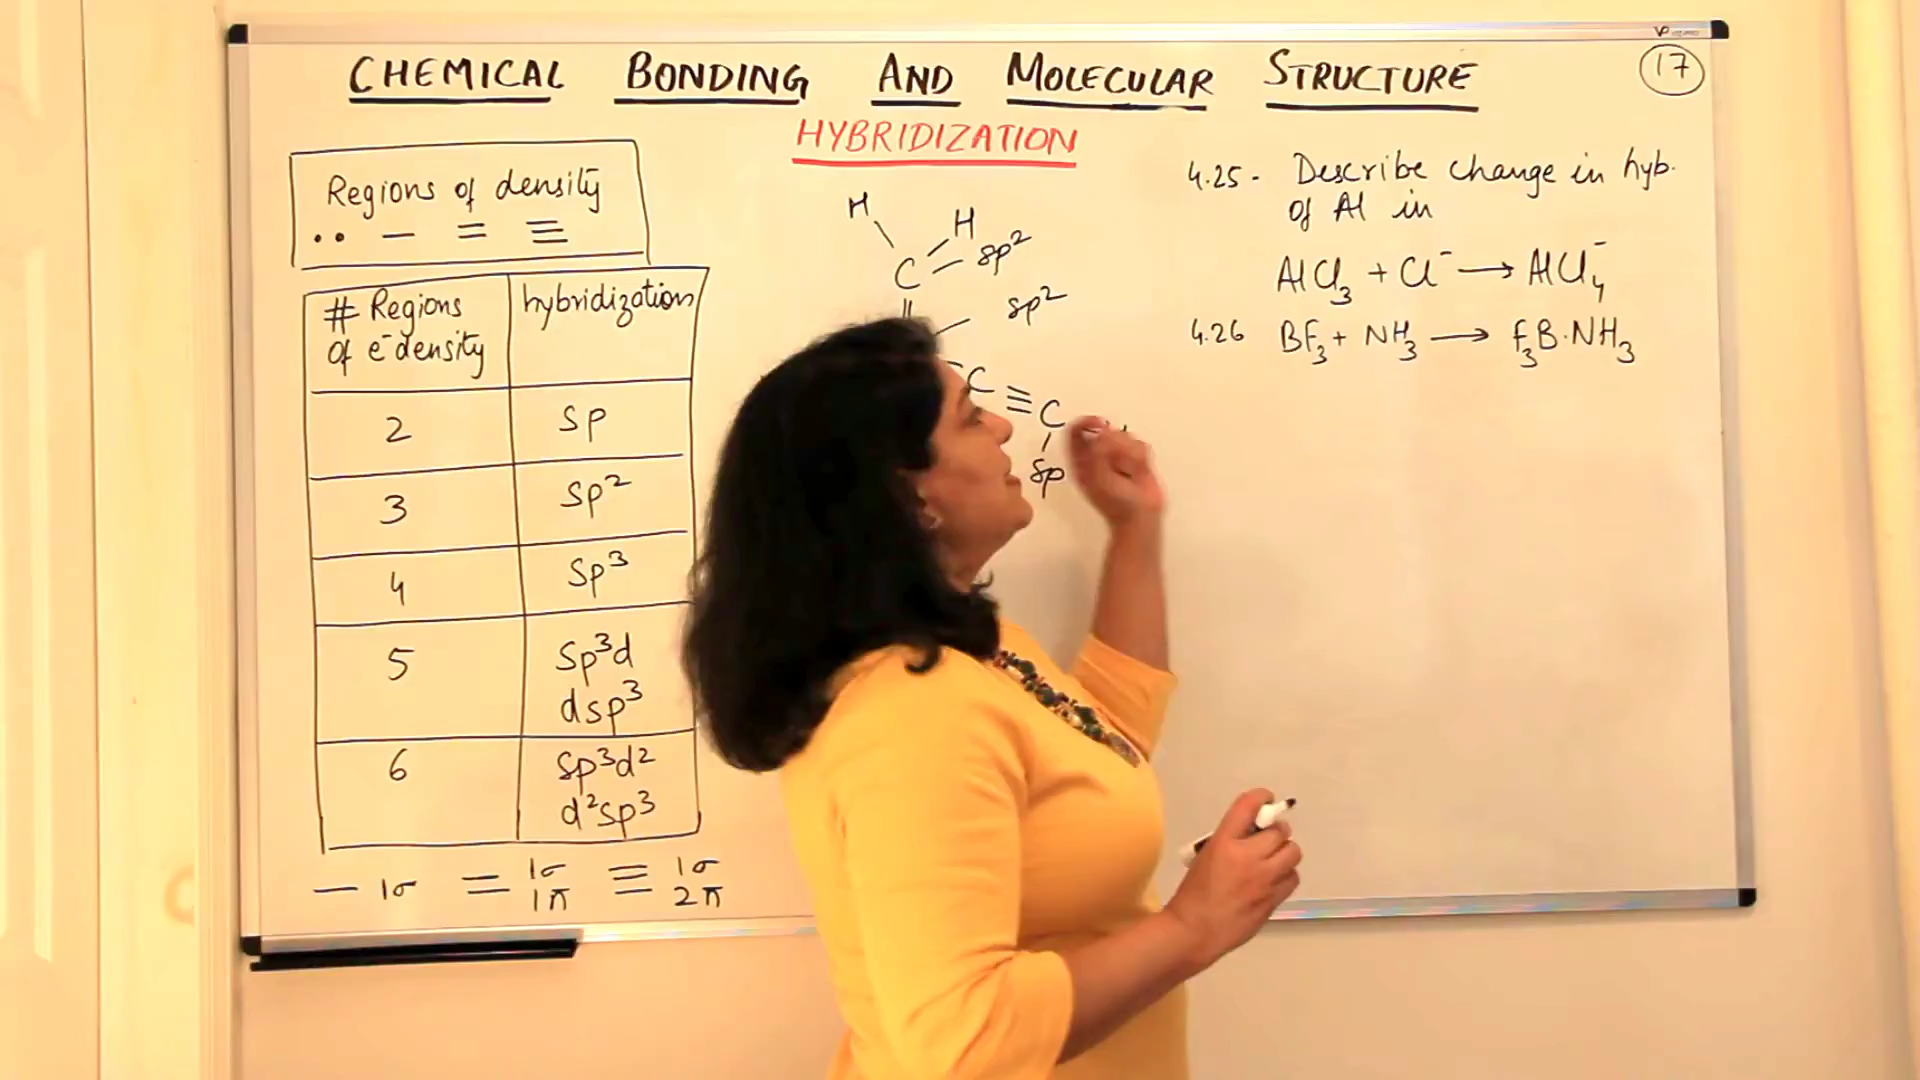 CHEMICAL BONDING AND MOLECULAR STRUCTURE
17
HYBRIDIZATION
Regions of density
•• — = ≡
# Regions of e⁻ density
hybridization
2 sp
3 sp²
4 sp³
5 sp³d
dsp³
6 sp³d²
d²sp³
— 1σ = 1σ 1π ≡ 1σ 2π
H
H
C sp²
sp²
C ≡ C
sp
4.25 - Describe change in hyb.
of Al in
AlCl₃ + Cl⁻ → AlCl₄⁻
4.26 BF₃ + NH₃ → F₃B·NH₃